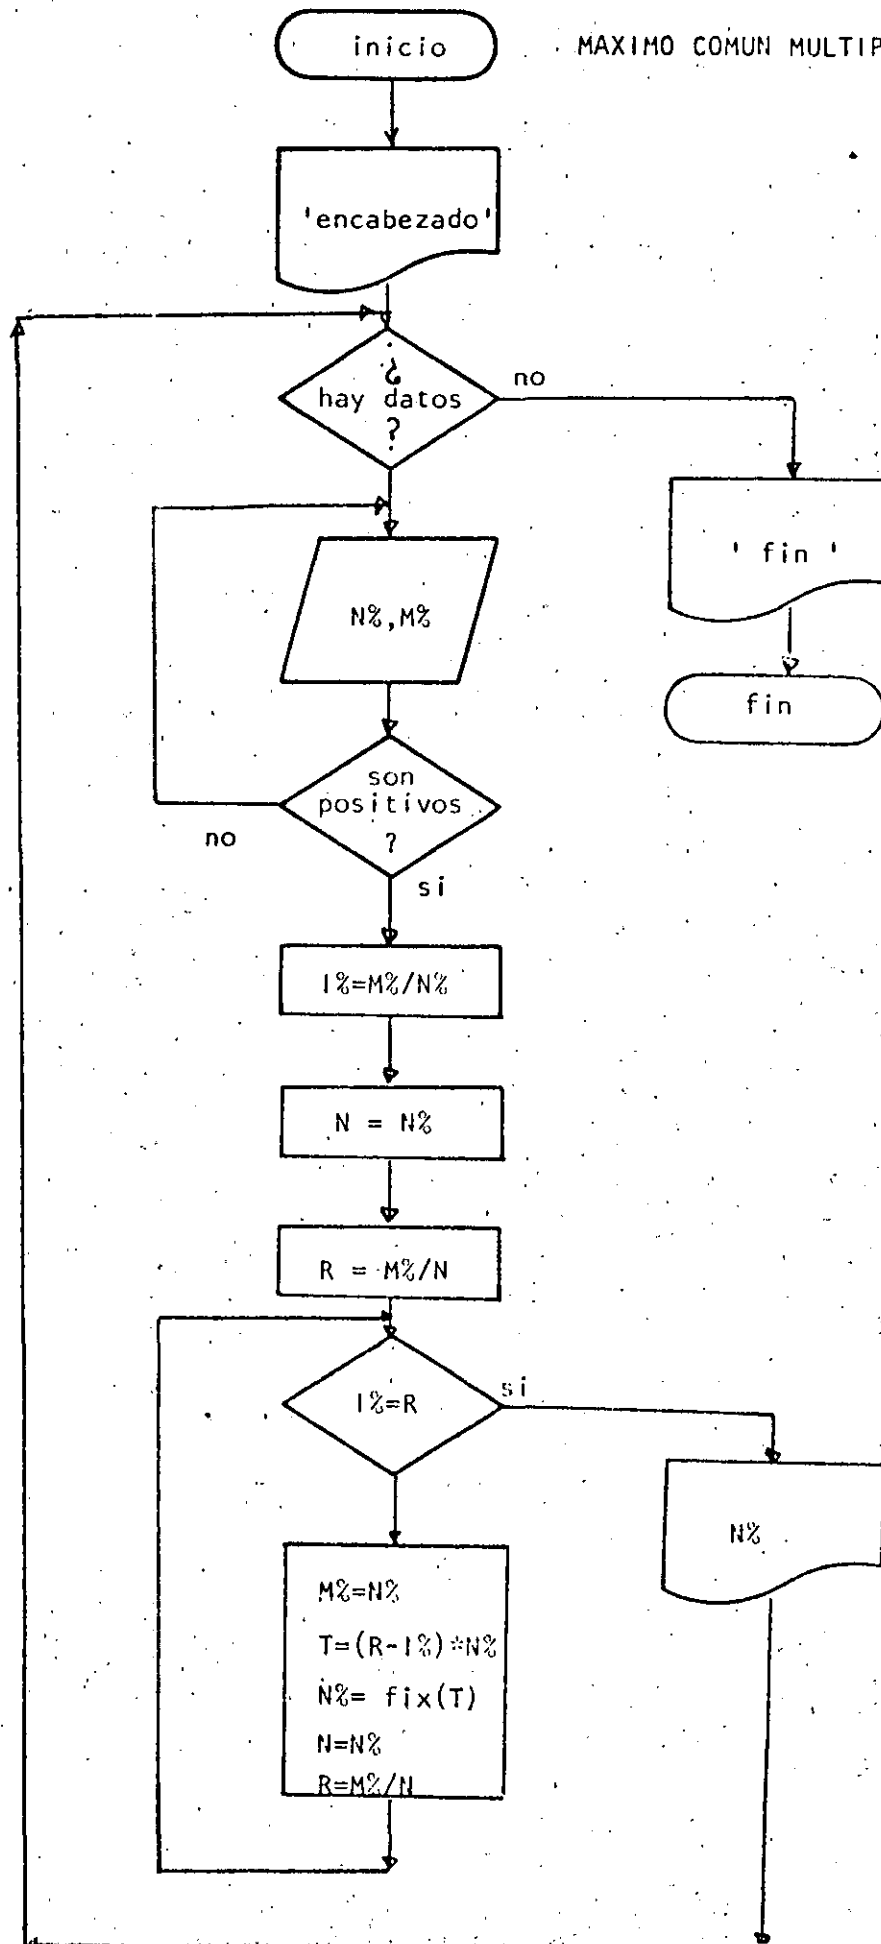 inicio
MAXIMO COMUN MULTIP
'encabezado'
¿
hay datos
?
no
N%,M%
' fin '
fin
son
positivos
?
no
si
I%=M%/N%
N = N%
R = M%/N
I%=R
si
N%
M%=N%
T=(R-I%)*N%
N%= fix(T)
N=N%
R=M%/N